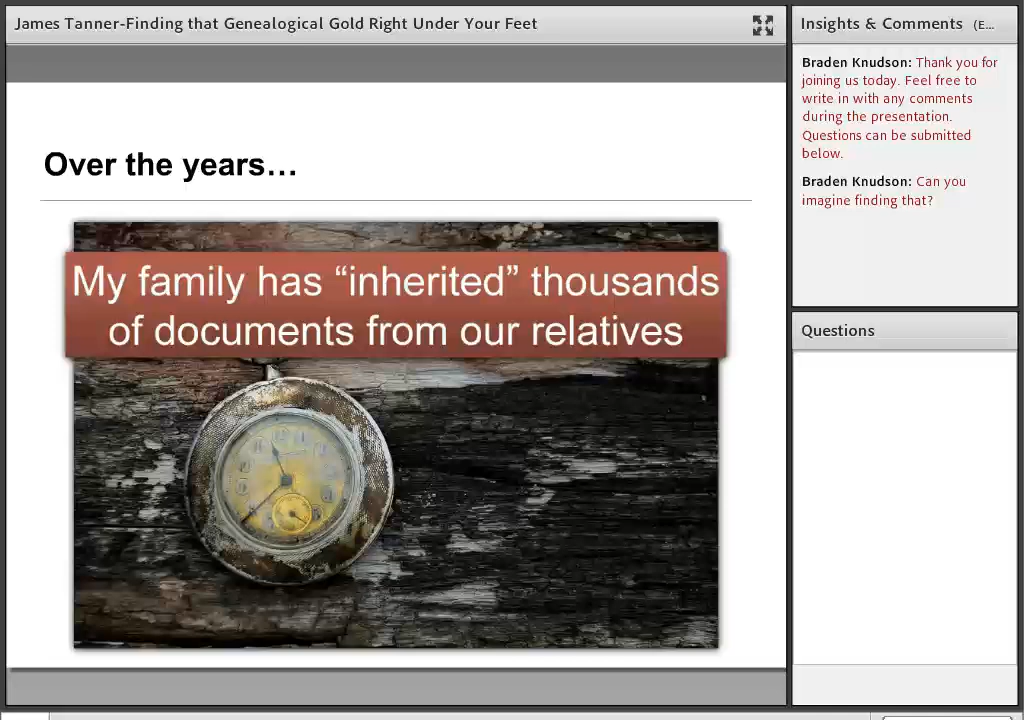 James Tanner-Finding that Genealogical Gold Right Under Your Feet
Over the years…
My family has “inherited” thousands
of documents from our relatives
Insights & Comments (E...
Braden Knudson: Thank you for
joining us today. Feel free to
write in with any comments
during the presentation.
Questions can be submitted
below.
Braden Knudson: Can you
imagine finding that?
Questions